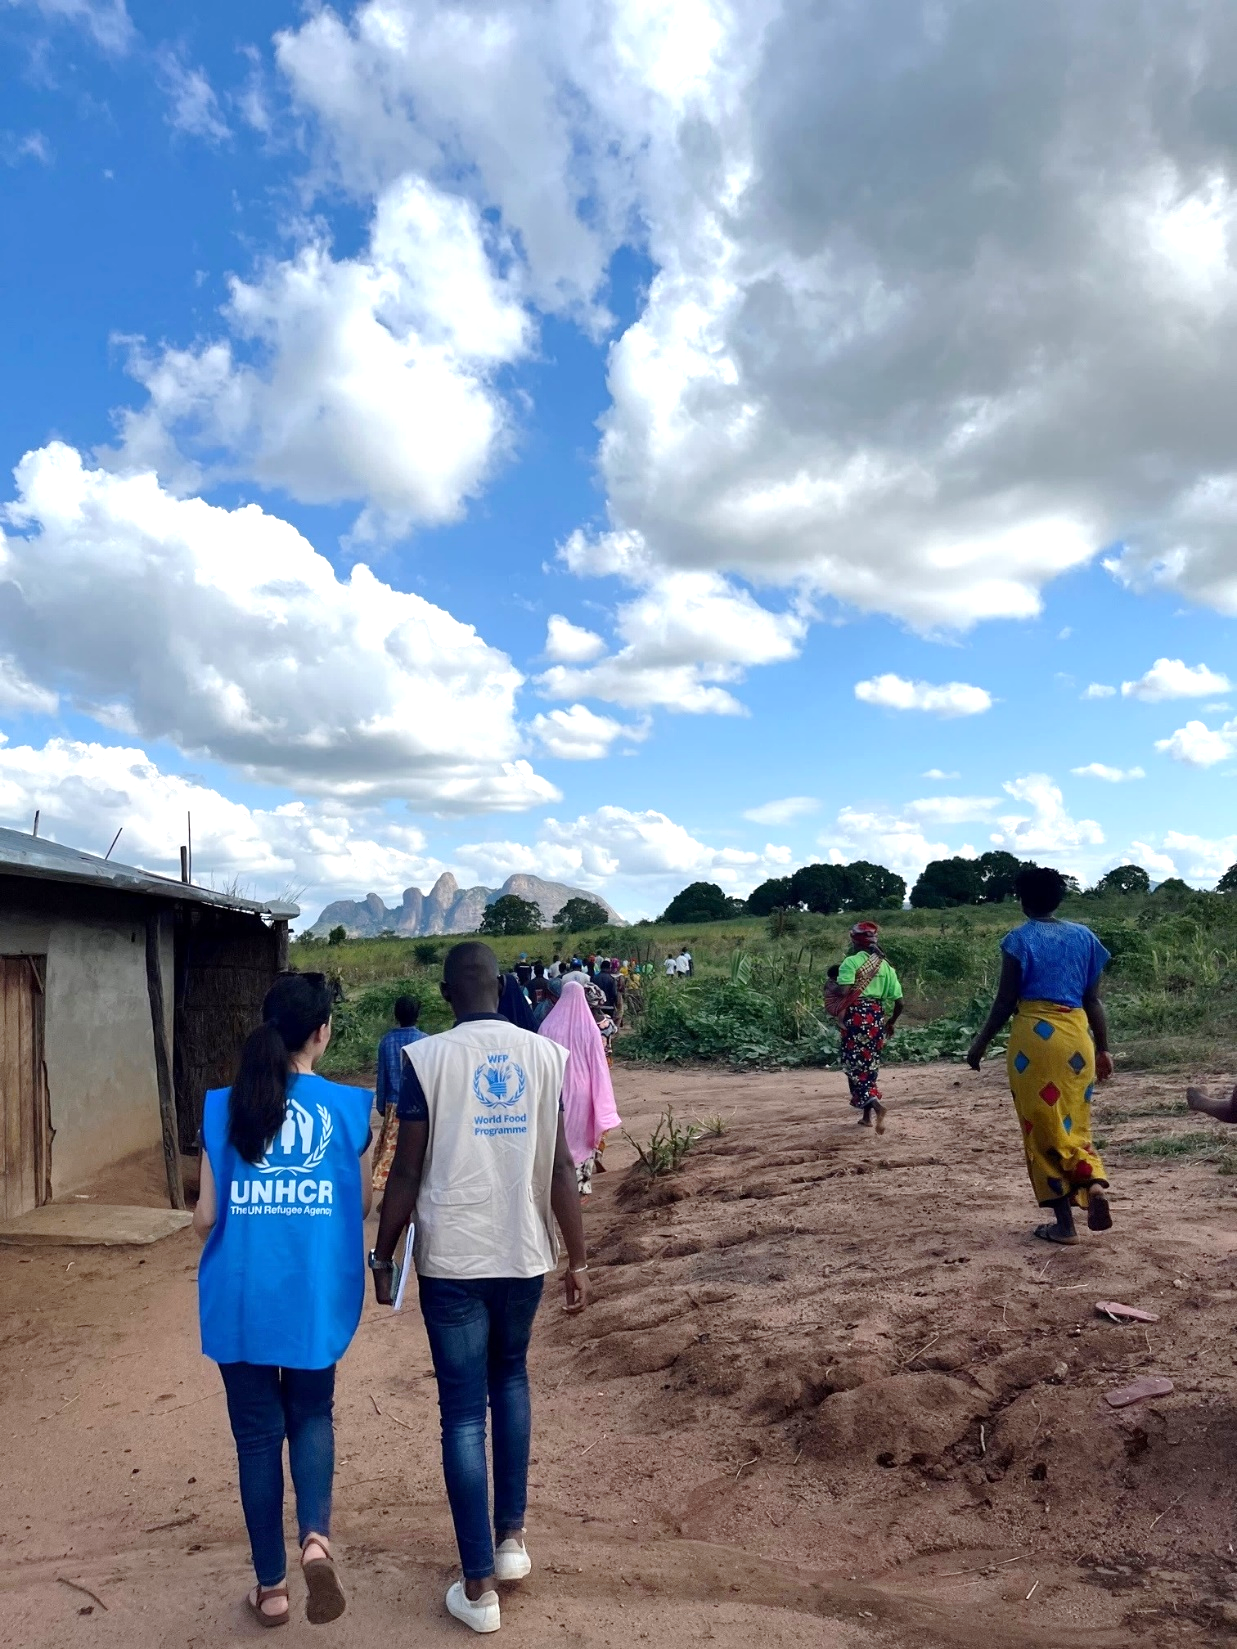 UNHCR
The UN Refugee Agency
WFP
World Food
Programme